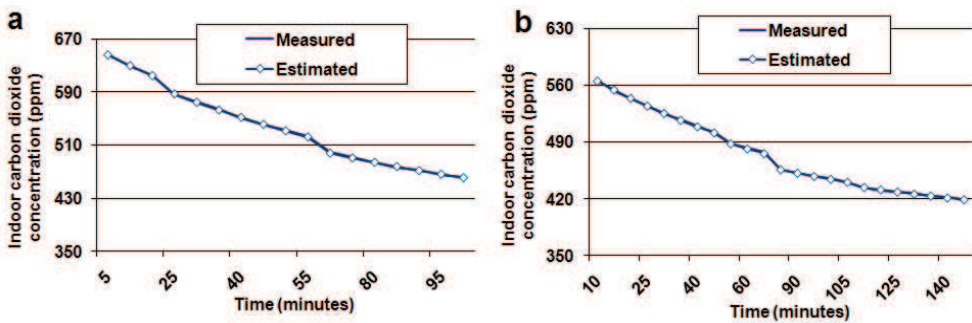 a
670
590
510
430
350
Measured
Estimated
Indoor carbon dioxide
concentration (ppm)
5
25
40
55
80
95
Time (minutes)
b
630
560
490
420
350
Measured
Estimated
Indoor carbon dioxide
concentration (ppm)
10
25
40
60
90
105
125
140
Time (minutes)